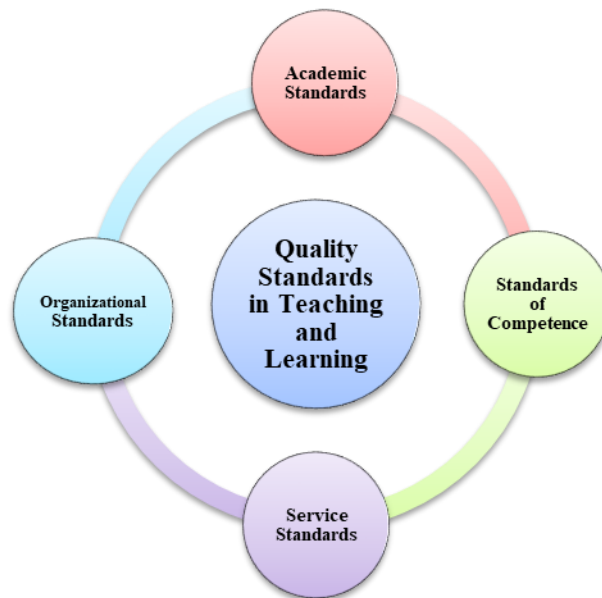 Academic
Standards
Quality
Standards
in Teaching
and
Learning
Organizational
Standards
Standards
of
Competence
Service
Standards